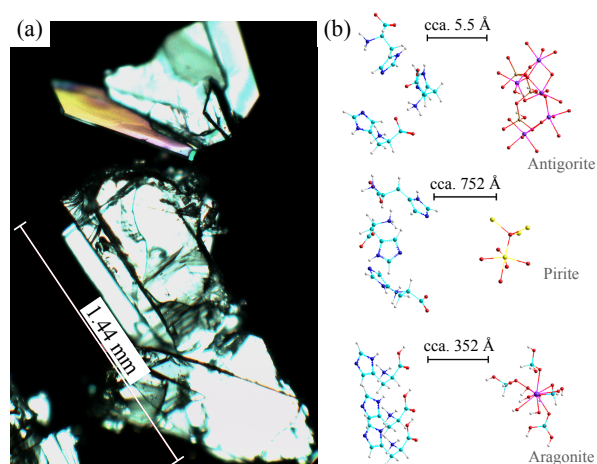 (a)
1.44 mm
(b)
cca. 5.5 Å
Antigorite
cca. 752 Å
Pirite
cca. 352 Å
Aragonite